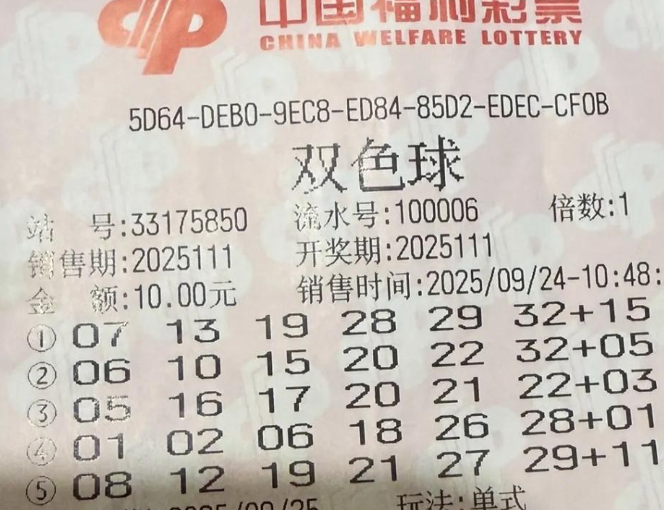 中国福利彩票
CHINA WELFARE LOTTERY
5D64-DEB0-9EC8-ED84-85D2-EDEC-CF0B
双色球
站 号:33175850 流水号:100006 倍数:1
销售期:2025111 开奖期:2025111
金 额:10.00元 销售时间:2025/09/24-10:48:
① 07 13 19 28 29 32+15
② 06 10 15 20 22 32+05
③ 05 16 17 20 21 22+03
④ 01 02 06 18 26 28+01
⑤ 08 12 19 21 27 29+11
2025/09/25 玩法:单式